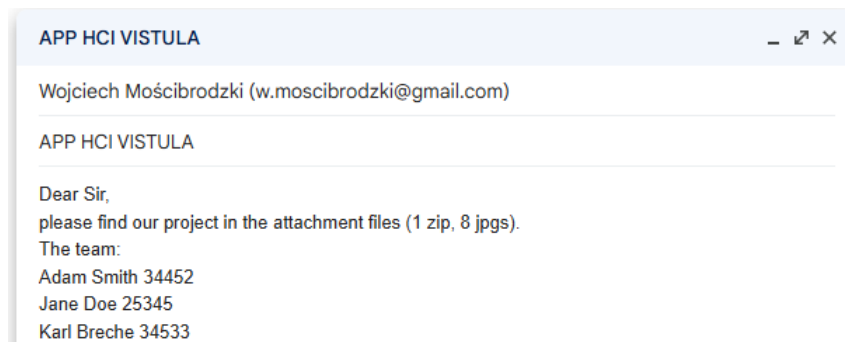 APP HCI VISTULA
Wojciech Mościbrodzki (w.moscibrodzki@gmail.com)
APP HCI VISTULA
Dear Sir,
please find our project in the attachment files (1 zip, 8 jpgs).
The team:
Adam Smith 34452
Jane Doe 25345
Karl Breche 34533